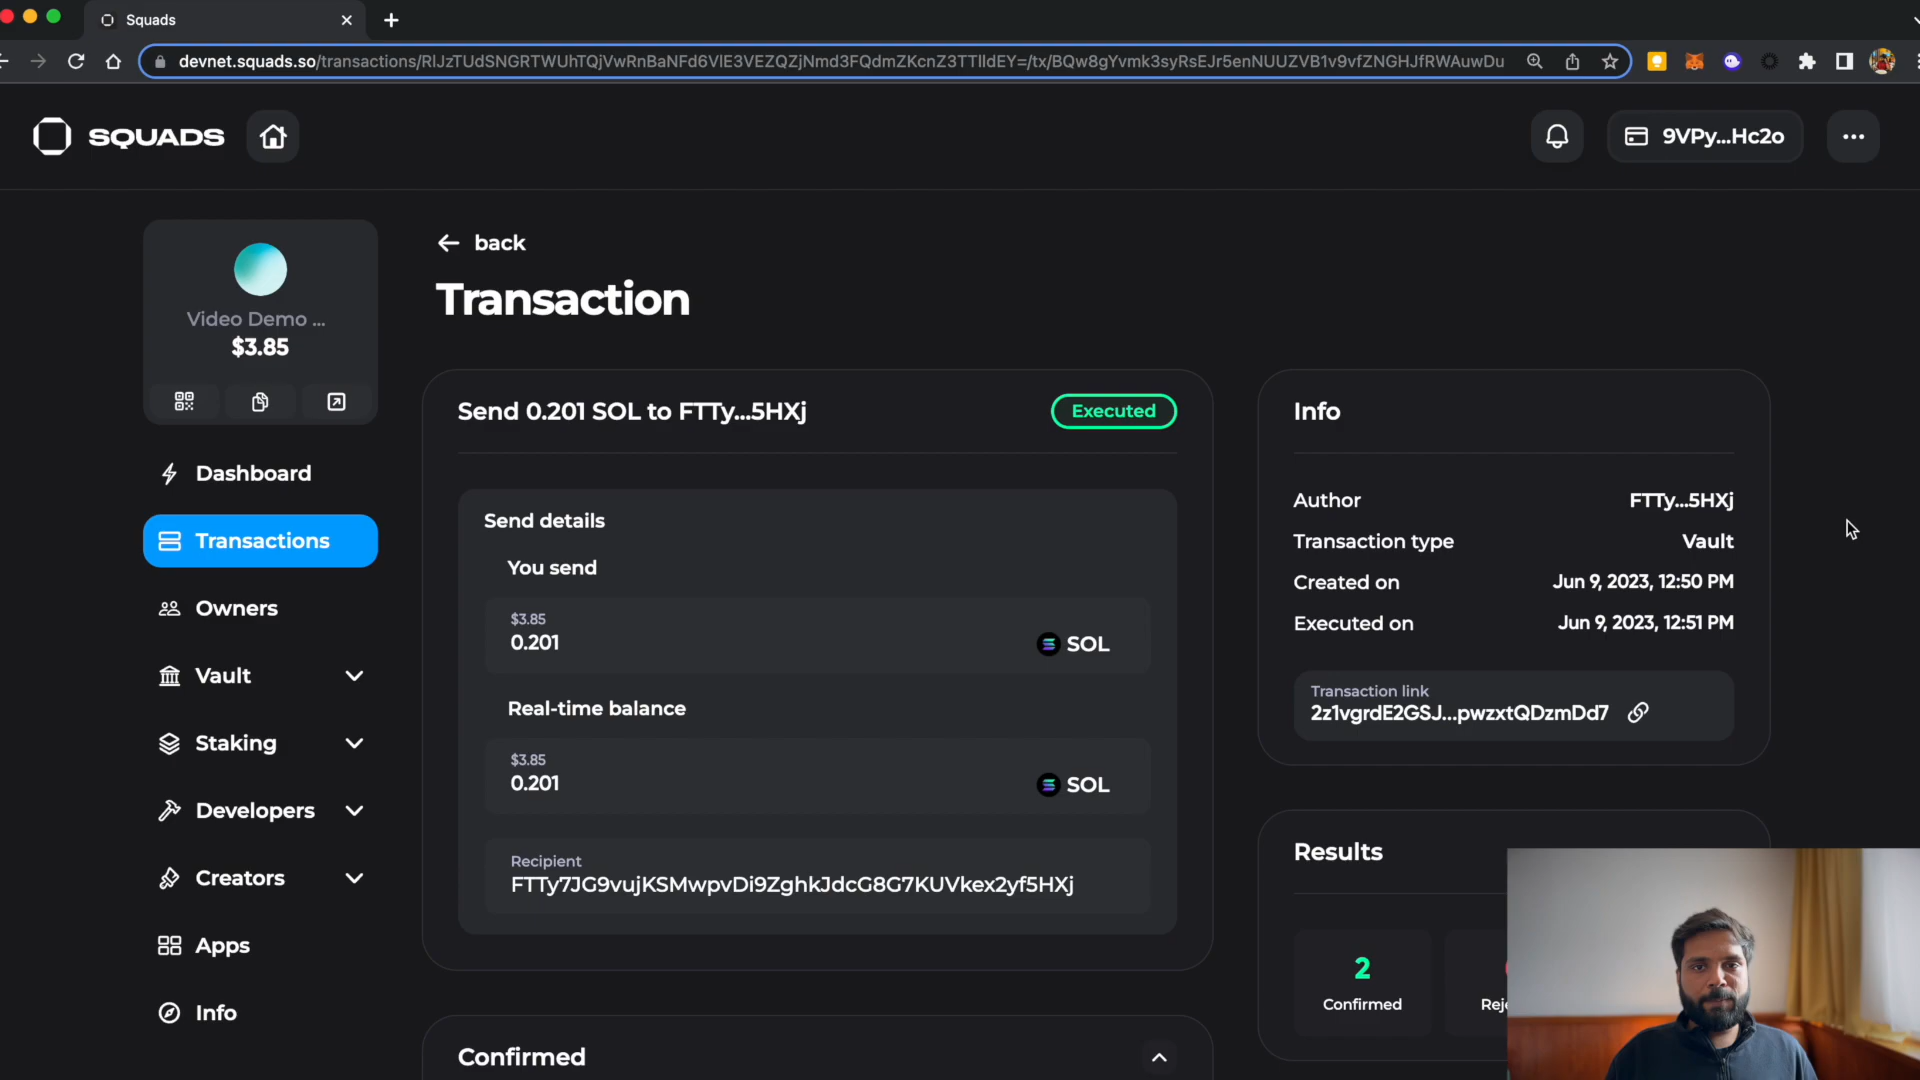 Squads
devnet.squads.so/transactions/RlJzTUdSNGRTWUhTQjVwRnBaNFd6VlE3VEZQZjNmd3FQdmZKcnZ3TTlldEY=/tx/BQw8gYvmk3syRsEJr5enNUUZVB1v9vfZNGHJfRWAuwDu
SQUADS
9VPy...Hc2o
Video Demo ...
$3.85
Dashboard
Transactions
Owners
Vault
Staking
Developers
Creators
Apps
Info
back
Transaction
Send 0.201 SOL to FTTy...5HXj
Executed
Send details
You send
$3.85
0.201
SOL
Real-time balance
$3.85
0.201
SOL
Recipient
FTTy7JG9vujKSMwpvDi9ZghkJdcG8G7KUVkex2yf5HXj
Confirmed
Info
Author FTTy...5HXj
Transaction type Vault
Created on Jun 9, 2023, 12:50 PM
Executed on Jun 9, 2023, 12:51 PM
Transaction link
2z1vgrdE2GSJ...pwzxtQDzmDd7
Results
2
Confirmed